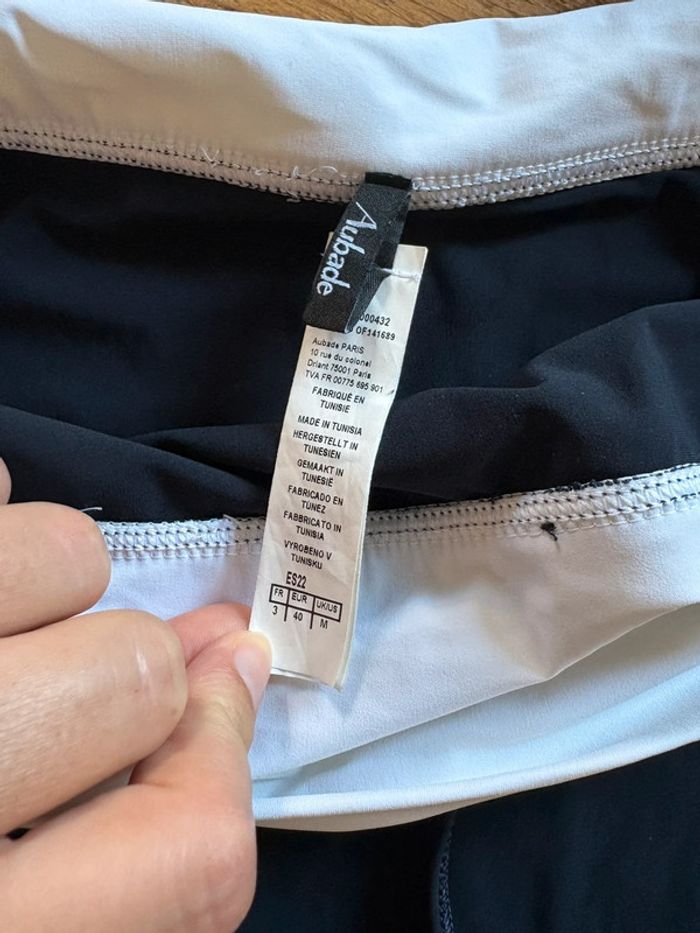 Aubade
000432
OF141689
Aubade PARIS
10 rue du colonel
Driant 75001 Paris
TVA FR 00775 695 901
FABRIQUÉ EN
TUNISIE
MADE IN TUNISIA
HERGESTELLT IN
TUNESIEN
GEMAAKT IN
TUNESIË
FABRICADO EN
TÚNEZ
FABBRICATO IN
TUNISIA
VYROBENO V
TUNISKU
ES22
FR EUR UK/US
3 40 M